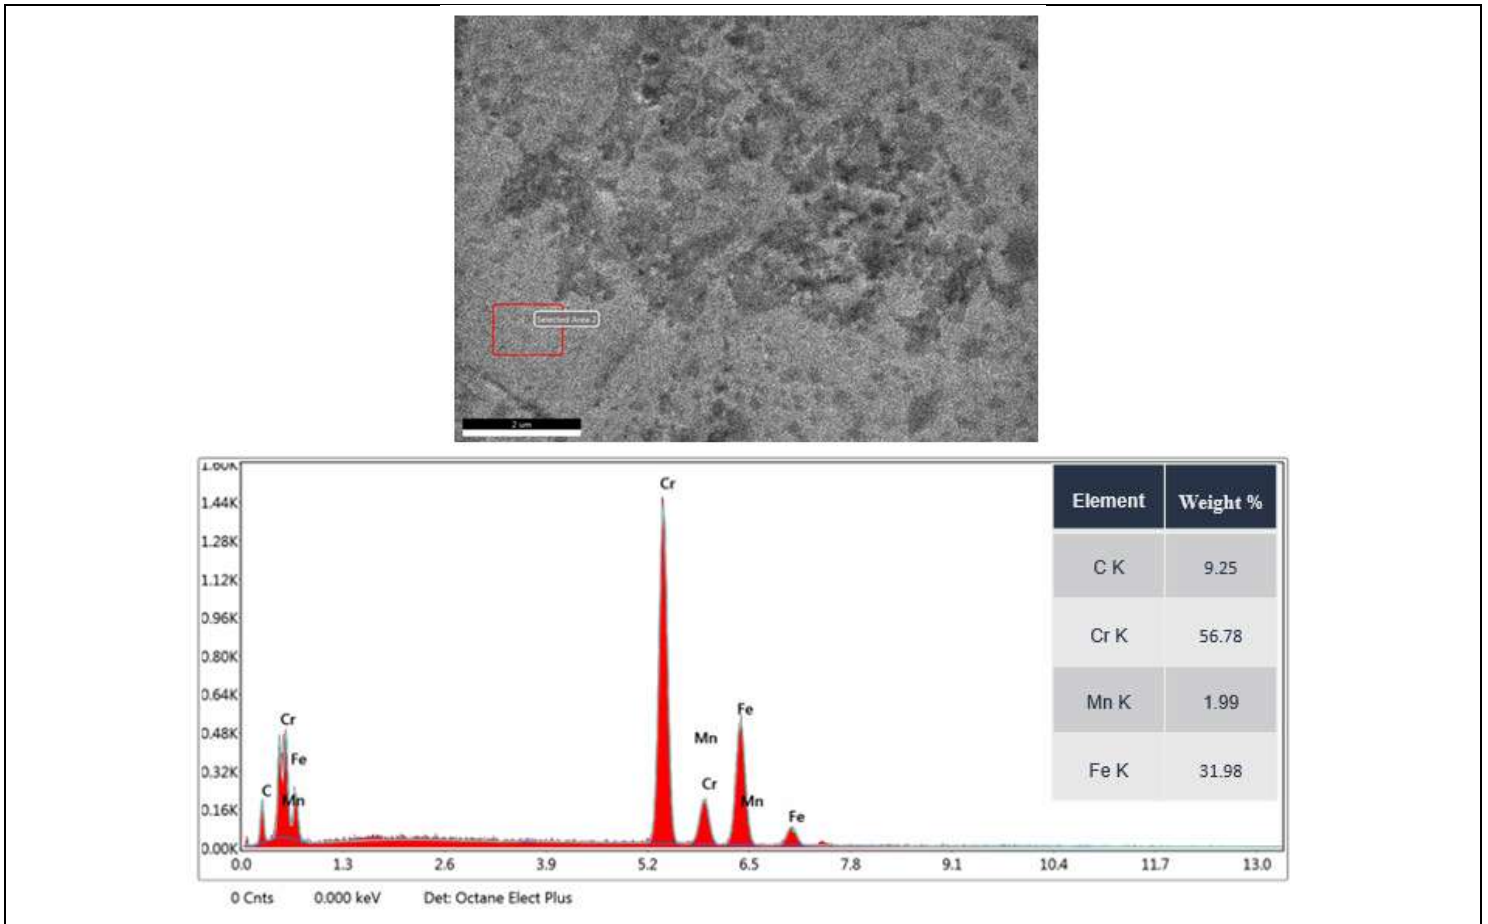 Selected Area 2
2 um
1.60K
1.44K
1.28K
1.12K
0.96K
0.80K
0.64K
0.48K
0.32K
0.16K
0.00K
Cr
Cr
Fe
C
Mn
Fe
Mn
Cr
Mn
Fe
0.0 1.3 2.6 3.9 5.2 6.5 7.8 9.1 10.4 11.7 13.0
Element Weight %
C K 9.25
Cr K 56.78
Mn K 1.99
Fe K 31.98
0 Cnts 0.000 keV Det: Octane Elect Plus